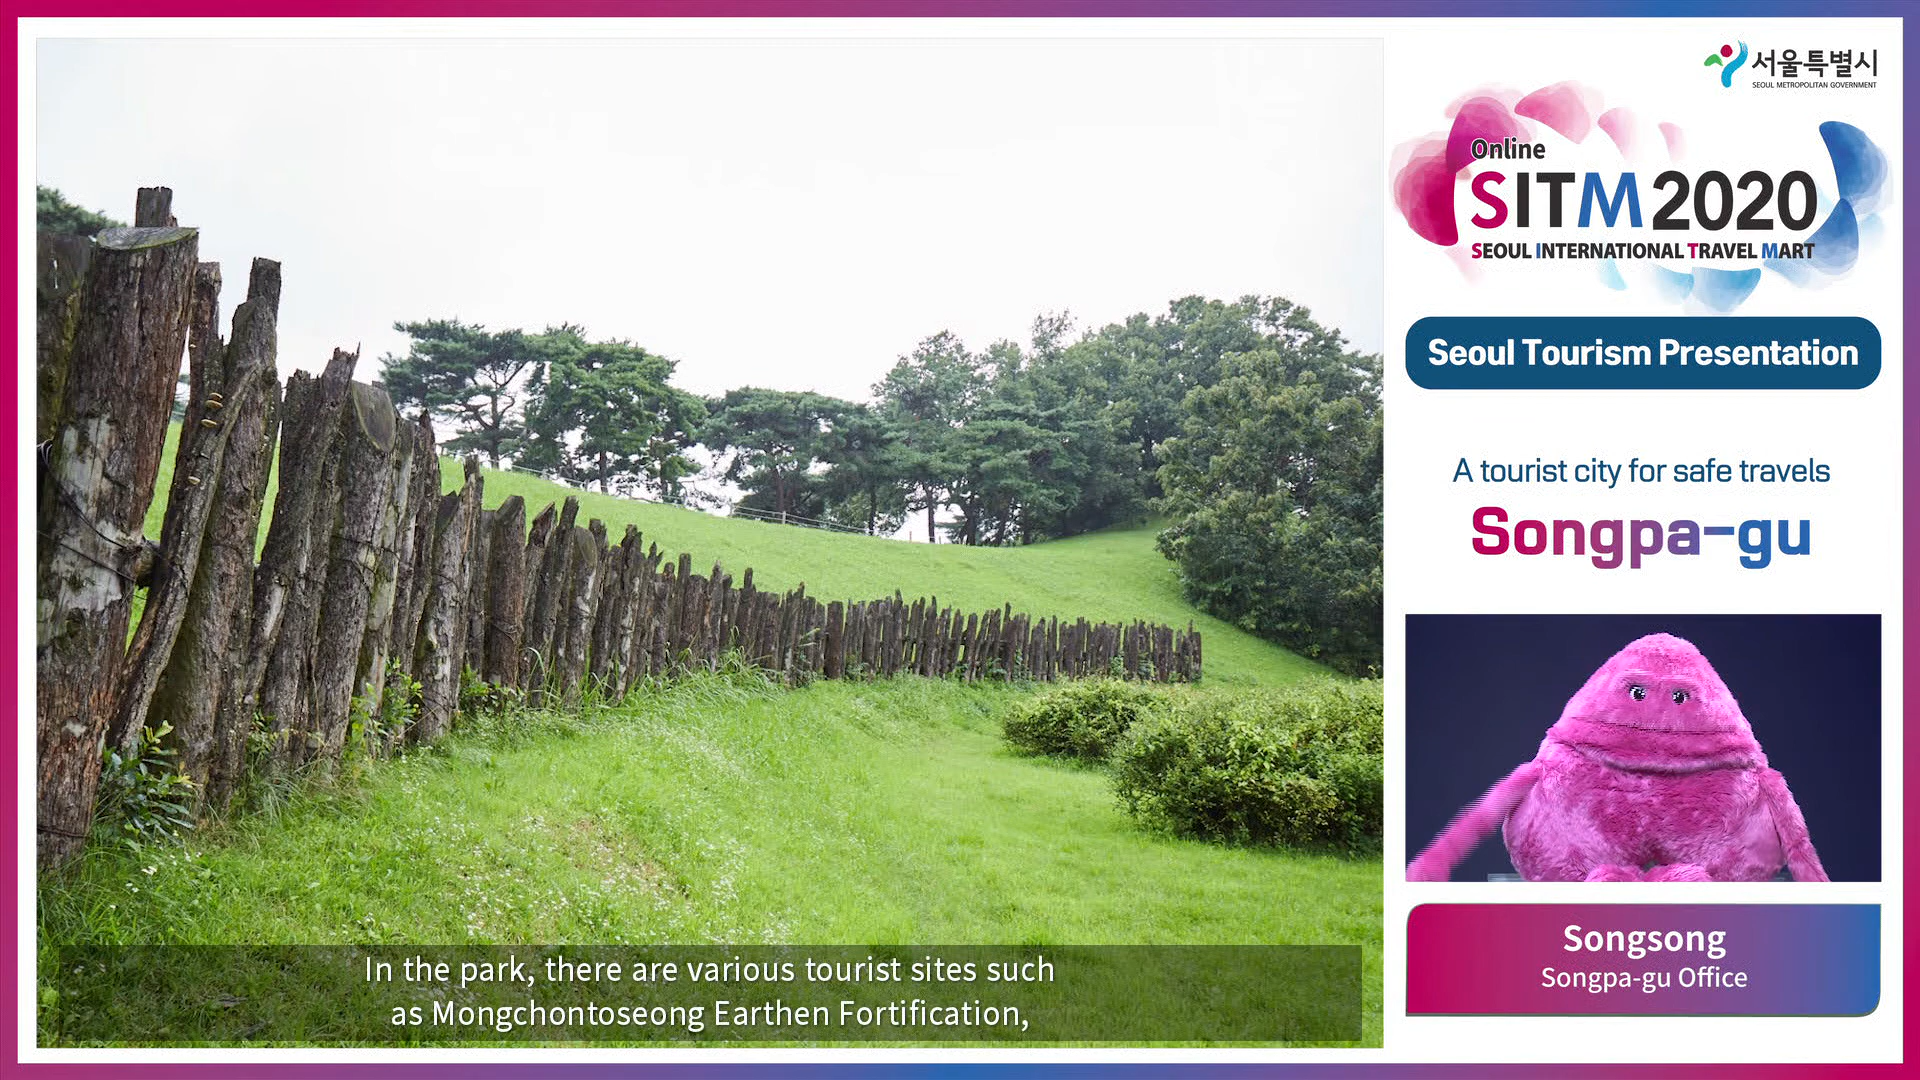 서울특별시
SEOUL METROPOLITAN GOVERNMENT
Online
SITM 2020
SEOUL INTERNATIONAL TRAVEL MART
Seoul Tourism Presentation
A tourist city for safe travels
Songpa-gu
Songsong
Songpa-gu Office
In the park, there are various tourist sites such
as Mongchontoseong Earthen Fortification,